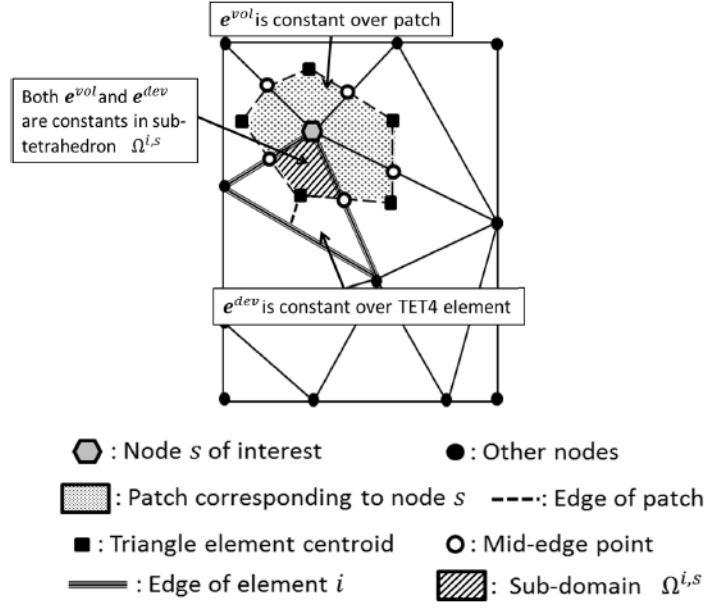 e^{vol} is constant over patch
Both e^{vol} and e^{dev}
are constants in sub-
tetrahedron Ω^{i,s}
e^{dev} is constant over TET4 element
: Node s of interest
: Other nodes
: Patch corresponding to node s
: Edge of patch
: Triangle element centroid
: Mid-edge point
: Edge of element i
: Sub-domain Ω^{i,s}